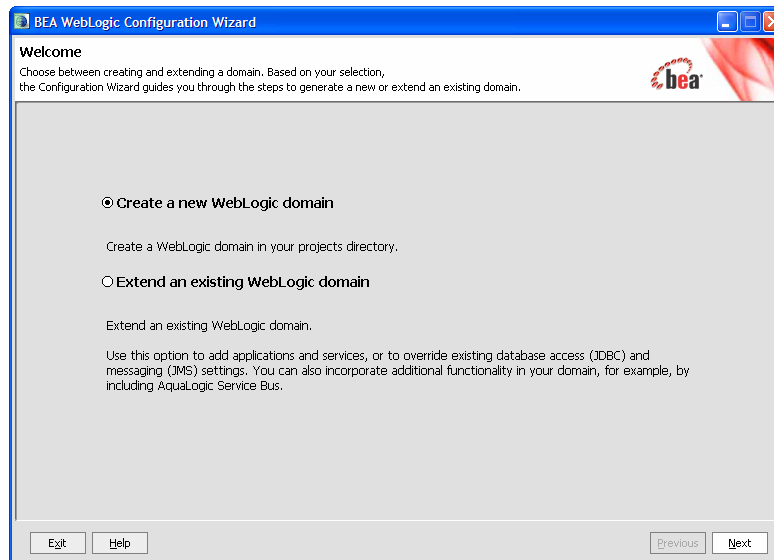 BEA WebLogic Configuration Wizard
Welcome
Choose between creating and extending a domain. Based on your selection,
the Configuration Wizard guides you through the steps to generate a new or extend an existing domain.
bea
Create a new WebLogic domain
Create a WebLogic domain in your projects directory.
Extend an existing WebLogic domain
Extend an existing WebLogic domain.
Use this option to add applications and services, or to override existing database access (JDBC) and
messaging (JMS) settings. You can also incorporate additional functionality in your domain, for example, by
including AquaLogic Service Bus.
Exit Help Previous Next